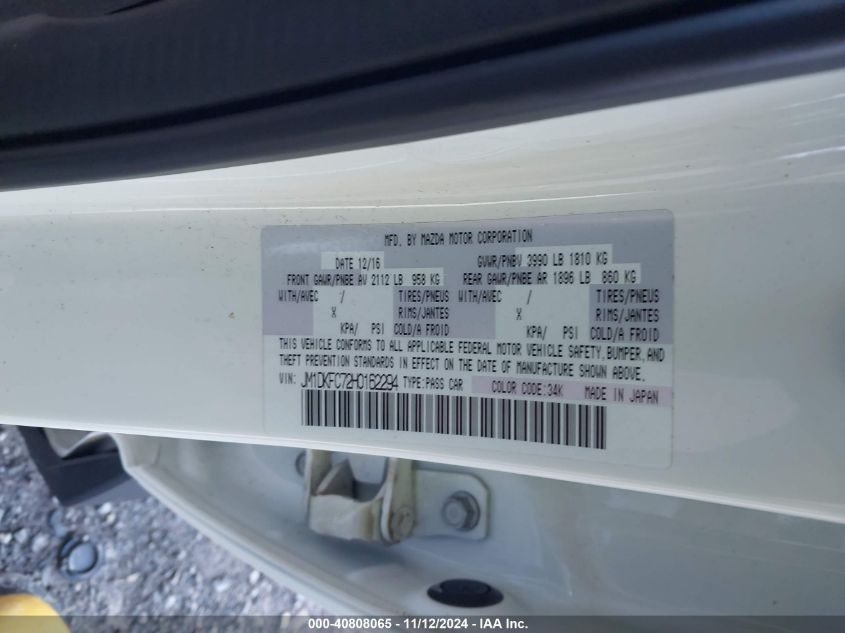 MFD. BY MAZDA MOTOR CORPORATION
DATE 12/16 GVWR/PNBV 3990 LB 1810 KG
FRONT GAWR/PNBE AV 2112 LB 958 KG REAR GAWR/PNBE AR 1896 LB 860 KG
WITH/AVEC / TIRES/PNEUS WITH/AVEC / TIRES/PNEUS
X RIMS/JANTES X RIMS/JANTES
KPA/ PSI COLD/A FROID KPA/ PSI COLD/A FROID
THIS VEHICLE CONFORMS TO ALL APPLICABLE FEDERAL MOTOR VEHICLE SAFETY, BUMPER, AND
THEFT PREVENTION STANDARDS IN EFFECT ON THE DATE OF MANUFACTURE SHOWN ABOVE.
VIN: JM1DKFC72H0162294 TYPE:PASS CAR COLOR CODE:34K MADE IN JAPAN
000-40808065 - 11/12/2024 - IAA Inc.